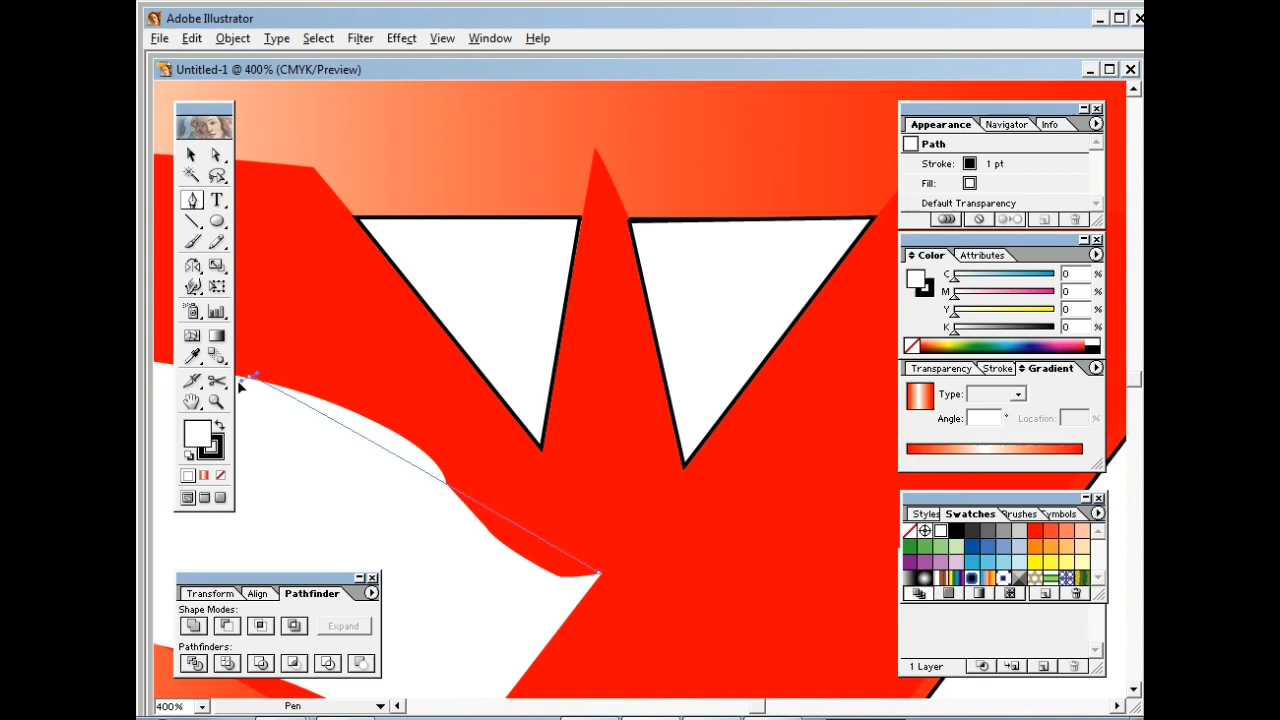 Adobe Illustrator
File Edit Object Type Select Filter Effect View Window Help
Untitled-1 @ 400% (CMYK/Preview)
Appearance Navigator Info
Path
Stroke: 1 pt
Fill:
Default Transparency
Color Attributes
C 0 %
M 0 %
Y 0 %
K 0 %
Transparency Stroke Gradient
Type:
Angle: ° Location: %
Styles Swatches Brushes Symbols
Transform Align Pathfinder
Shape Modes:
Expand
Pathfinders:
1 Layer
400% Pen